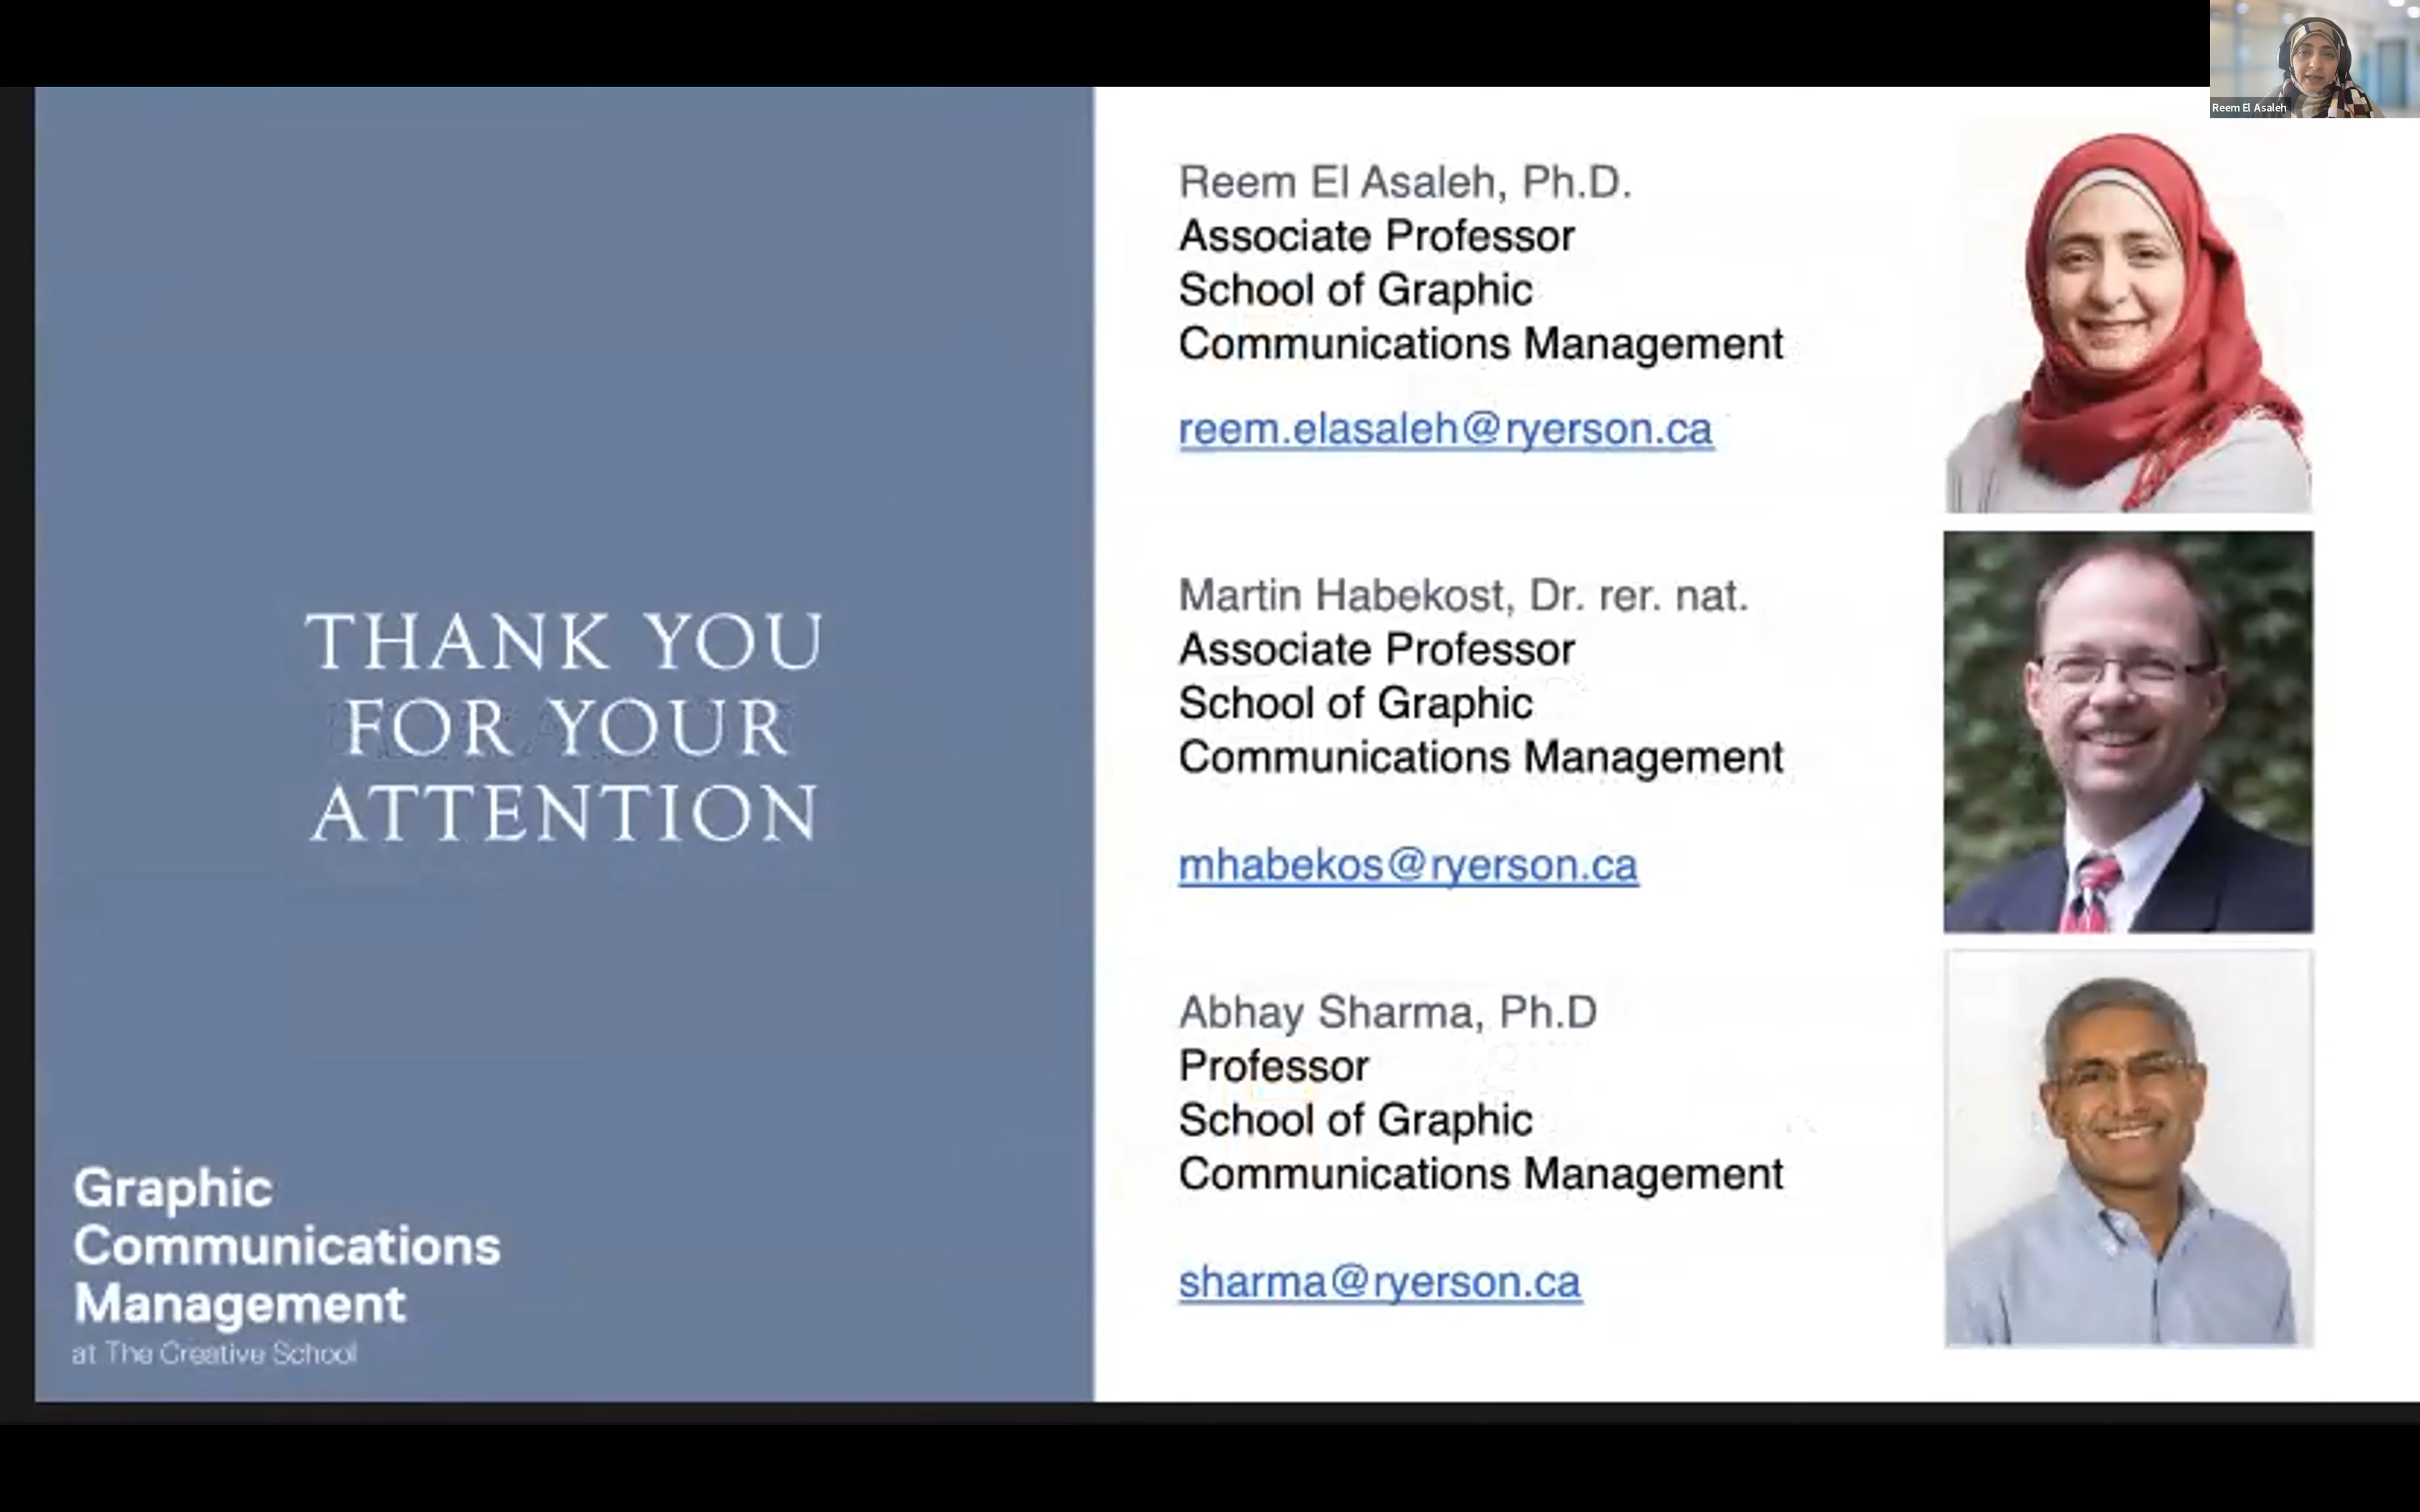 Reem El Asaleh
THANK YOU
FOR YOUR
ATTENTION
Graphic
Communications
Management
at The Creative School
Reem El Asaleh, Ph.D.
Associate Professor
School of Graphic
Communications Management
reem.elasaleh@ryerson.ca
Martin Habekost, Dr. rer. nat.
Associate Professor
School of Graphic
Communications Management
mhabekos@ryerson.ca
Abhay Sharma, Ph.D
Professor
School of Graphic
Communications Management
sharma@ryerson.ca